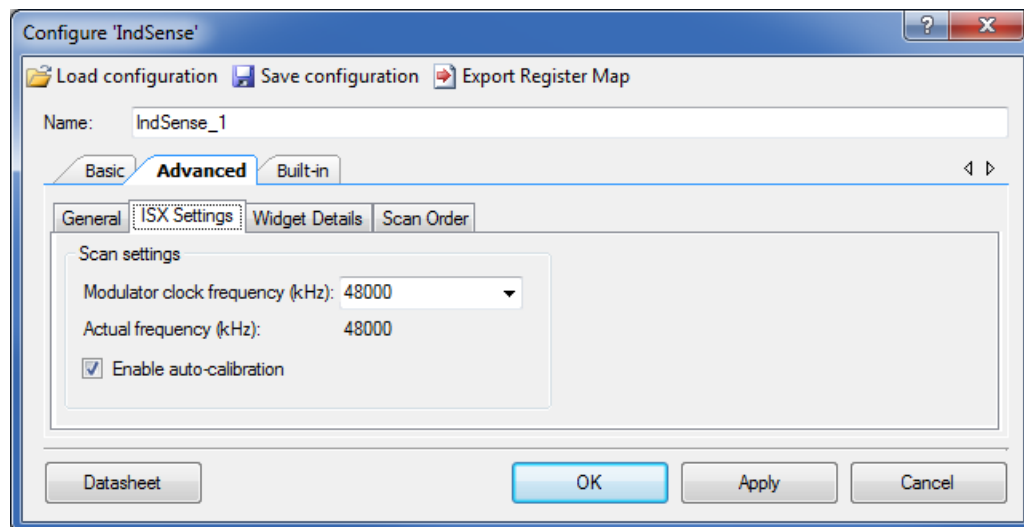 Configure 'IndSense'
Load configuration Save configuration Export Register Map
Name: IndSense_1
Basic Advanced Built-in
General ISX Settings Widget Details Scan Order
Scan settings
Modulator clock frequency (kHz): 48000
Actual frequency (kHz): 48000
Enable auto-calibration
Datasheet OK Apply Cancel